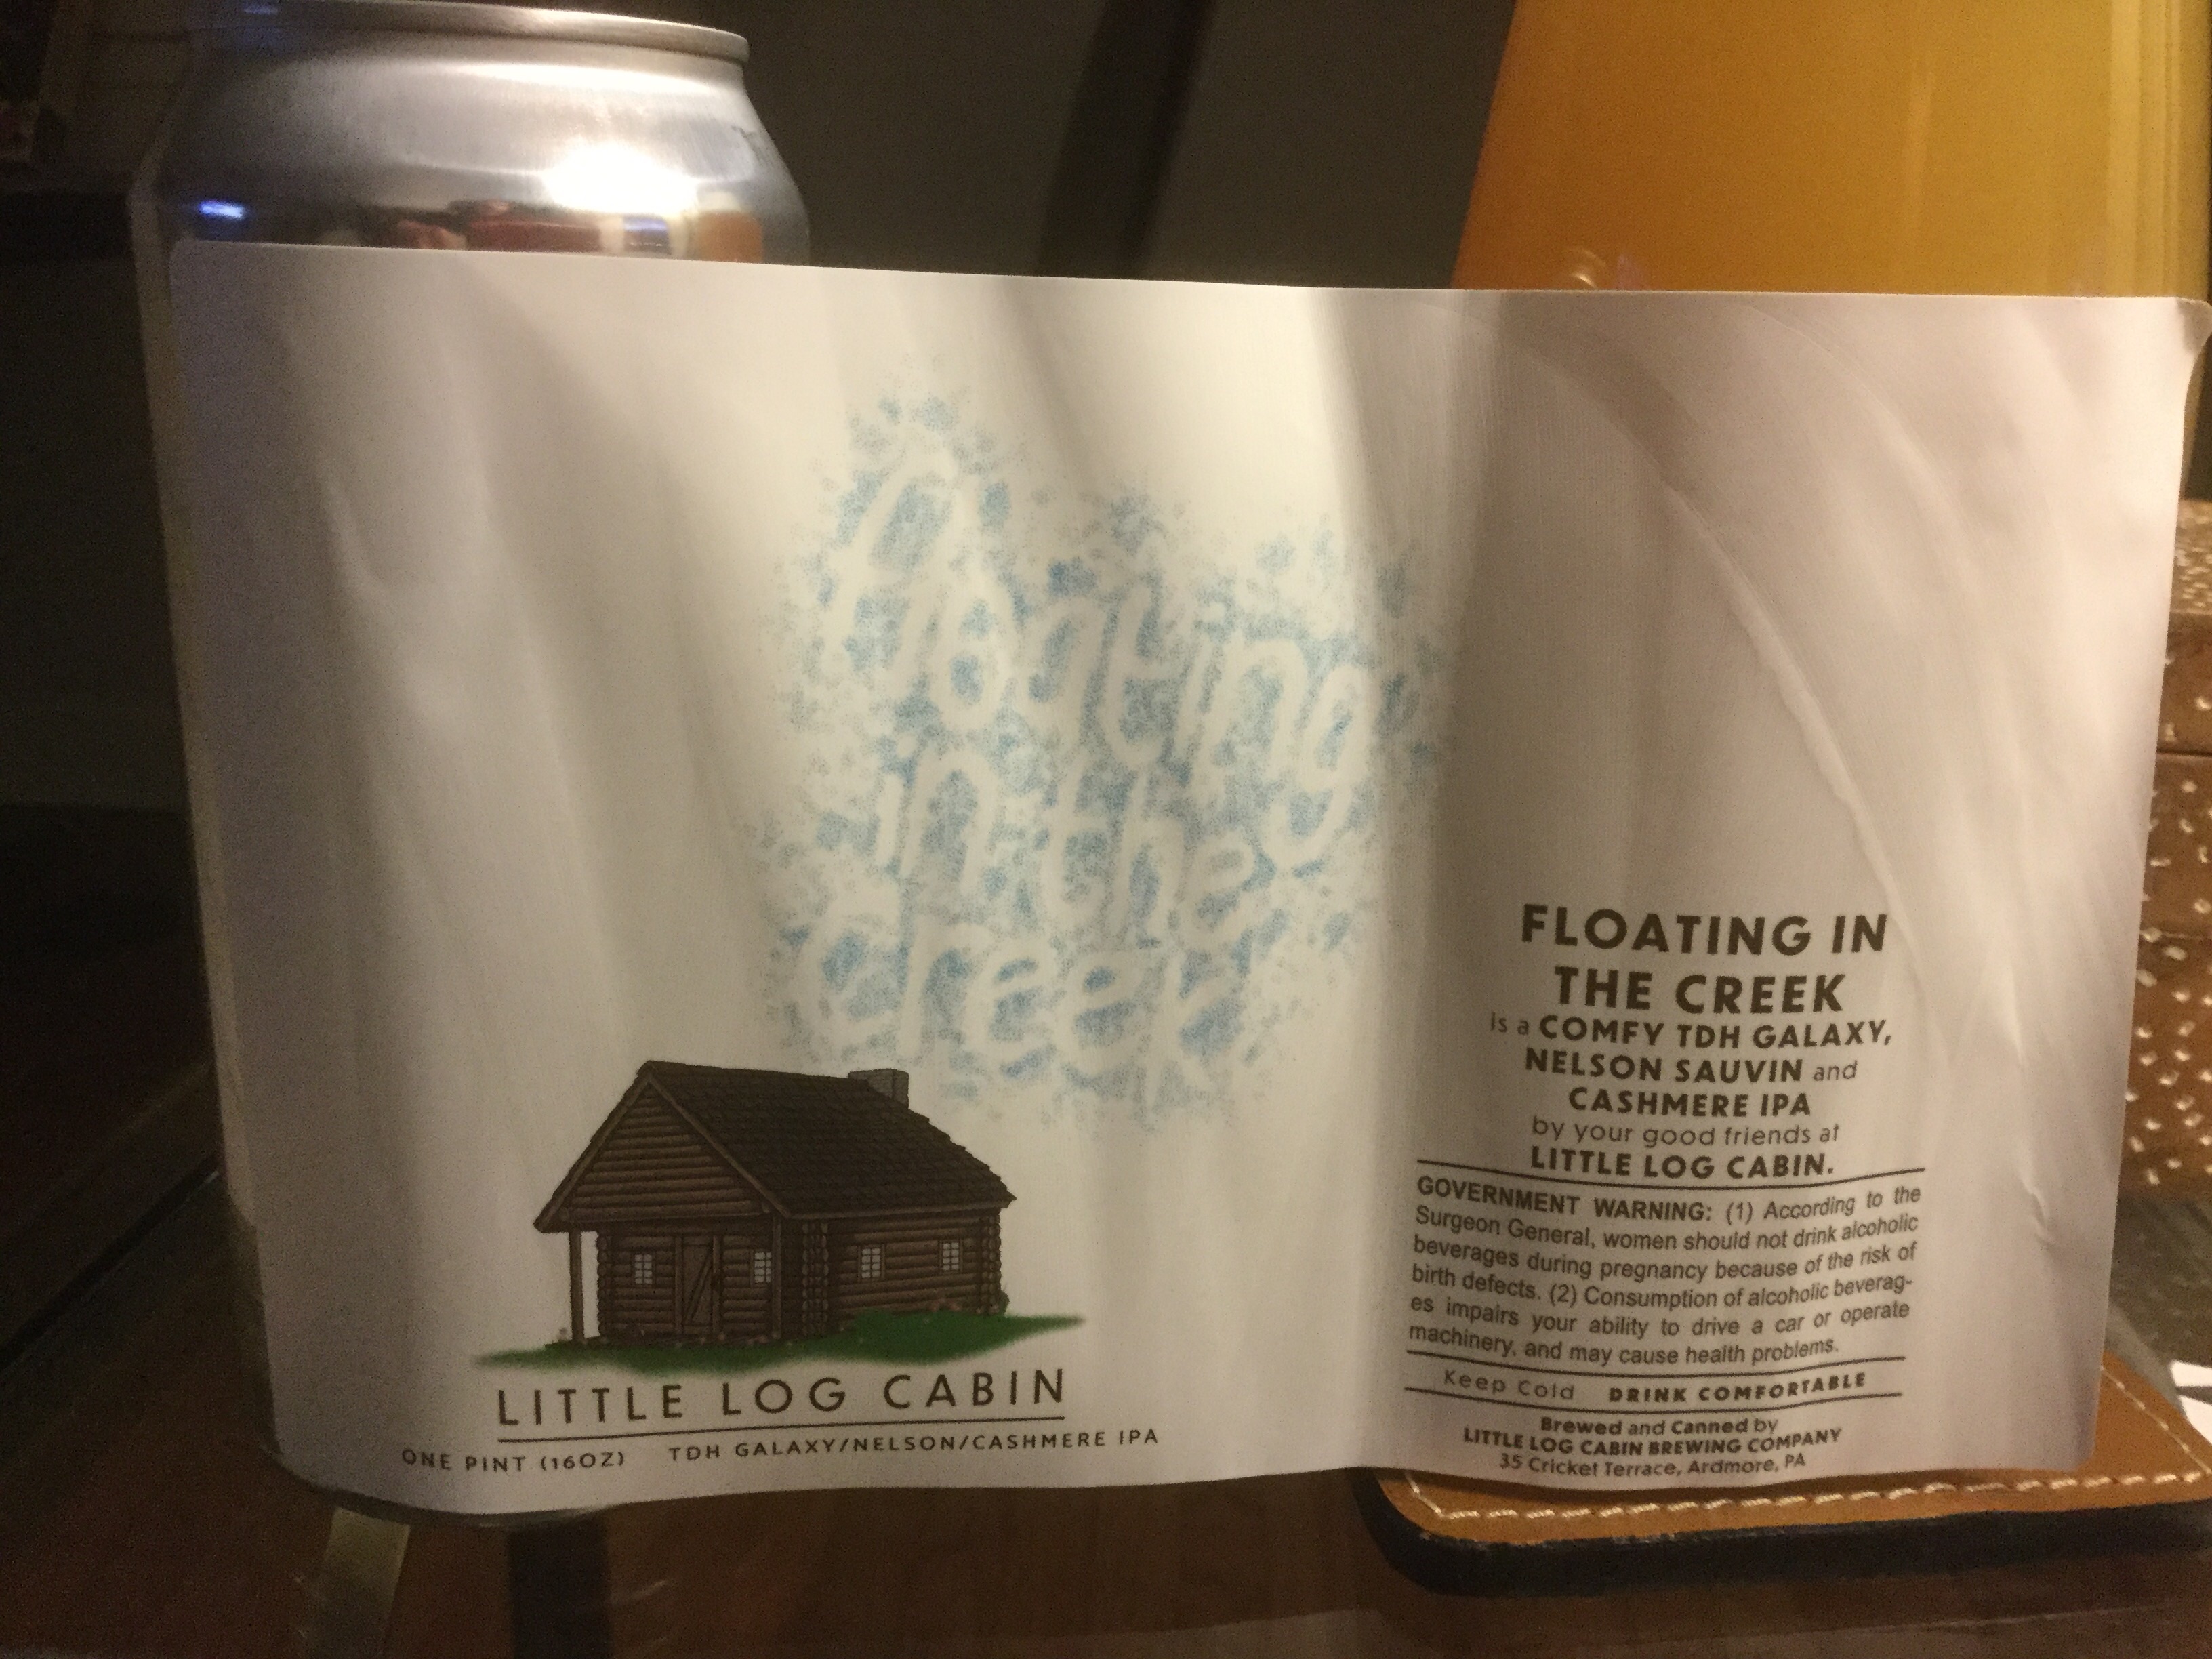 floating
in the
Creek
LITTLE LOG CABIN
ONE PINT (16OZ) TDH GALAXY/NELSON/CASHMERE IPA
FLOATING IN
THE CREEK
is a COMFY TDH GALAXY,
NELSON SAUVIN and
CASHMERE IPA
by your good friends at
LITTLE LOG CABIN.
GOVERNMENT WARNING: (1) According to the
Surgeon General, women should not drink alcoholic
beverages during pregnancy because of the risk of
birth defects. (2) Consumption of alcoholic beverag-
es impairs your ability to drive a car or operate
machinery, and may cause health problems.
Keep Cold DRINK COMFORTABLE
Brewed and Canned by
LITTLE LOG CABIN BREWING COMPANY
35 Cricket Terrace, Ardmore, PA